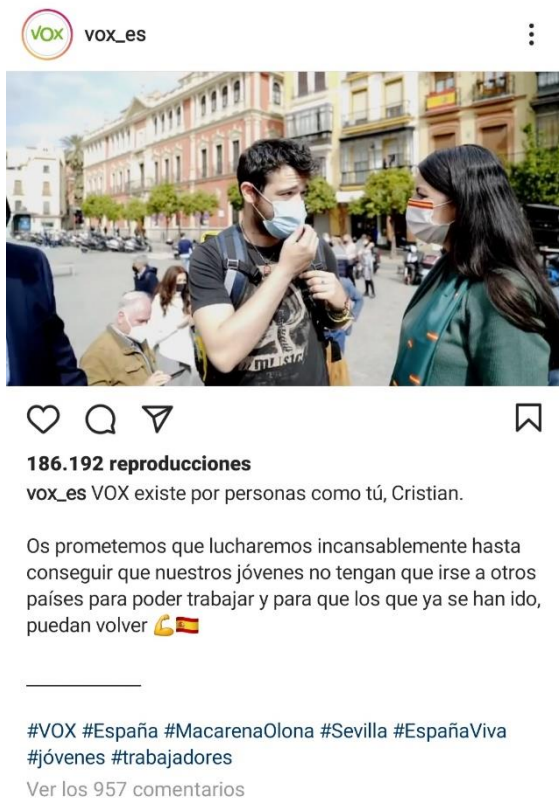 VOX vox_es
MUSIC
186.192 reproducciones
vox_es VOX existe por personas como tú, Cristian.
Os prometemos que lucharemos incansablemente hasta
conseguir que nuestros jóvenes no tengan que irse a otros
países para poder trabajar y para que los que ya se han ido,
puedan volver 💪🇪🇸
#VOX #España #MacarenaOlona #Sevilla #EspañaViva
#jóvenes #trabajadores
Ver los 957 comentarios